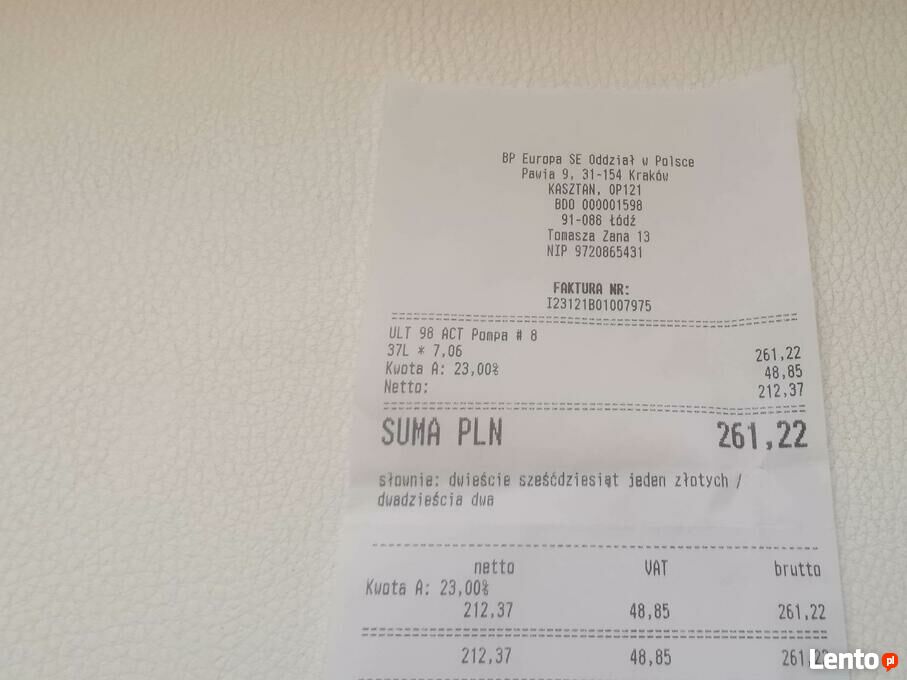 BP Europa SE Oddział w Polsce
Pawia 9, 31-154 Kraków
KASZTAN, OP121
BDO 000001598
91-086 Łódź
Tomasza Zana 13
NIP 9720865431
FAKTURA NR:
I23121B01007975
ULT 98 ACT Pompa # 8
37L * 7,06 261,22
Kwota A: 23,00% 48,85
Netto: 212,37
SUMA PLN 261,22
słownie: dwieście sześćdziesiąt jeden złotych /
dwadzieścia dwa
netto VAT brutto
Kwota A: 23,00%
212,37 48,85 261,22
212,37 48,85 261,22
Lento pl